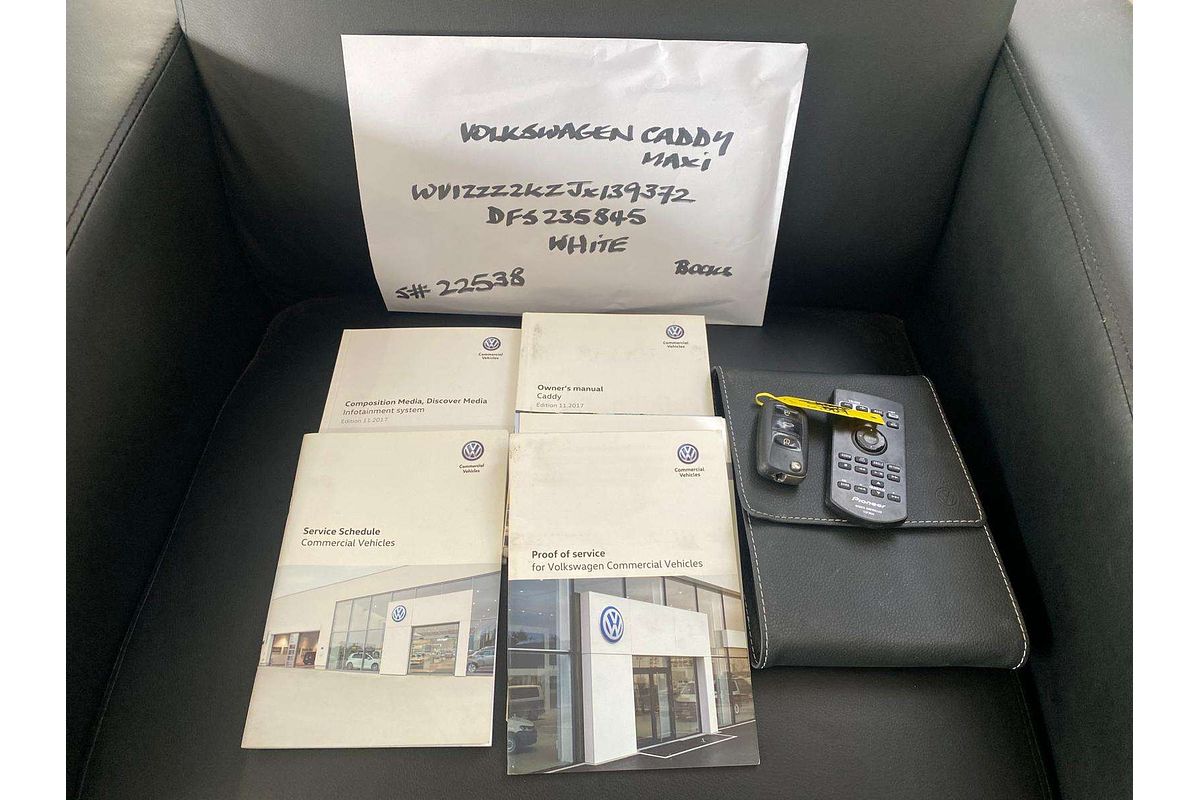 VOLKSWAGEN CADDY
MAXi
WV1ZZZ2KZJX139372
DFS235845
WHiTE
S# 22538
BOOKS
Commercial
Vehicles
Composition Media, Discover Media
Infotainment system
Edition 11.2017
Commercial
Vehicles
Owner's manual
Caddy
Edition 11.2017
Commercial
Vehicles
Service Schedule
Commercial Vehicles
Commercial
Vehicles
Proof of service
for Volkswagen Commercial Vehicles
Pioneer